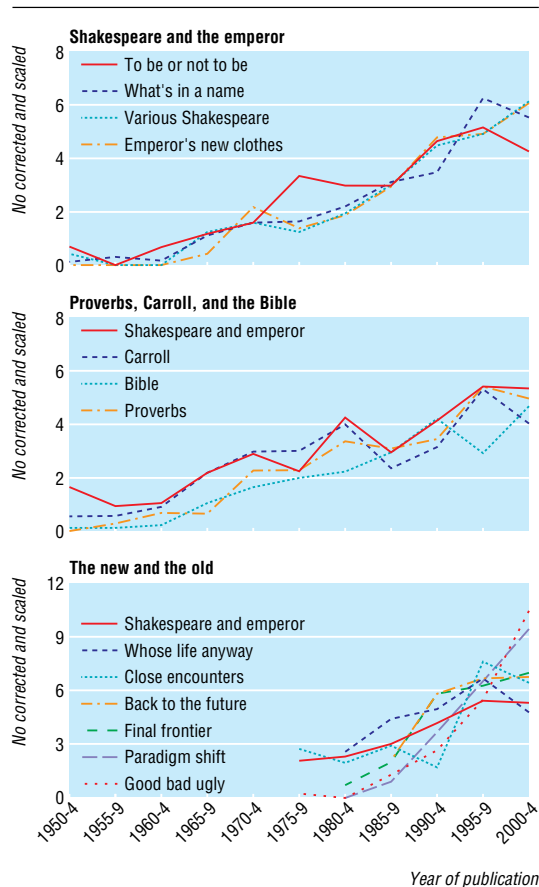 Shakespeare and the emperor
No corrected and scaled
8
6
4
2
0
To be or not to be
What's in a name
Various Shakespeare
Emperor's new clothes
Proverbs, Carroll, and the Bible
No corrected and scaled
8
6
4
2
0
Shakespeare and emperor
Carroll
Bible
Proverbs
The new and the old
No corrected and scaled
12
9
6
3
0
Shakespeare and emperor
Whose life anyway
Close encounters
Back to the future
Final frontier
Paradigm shift
Good bad ugly
1950-4
1955-9
1960-4
1965-9
1970-4
1975-9
1980-4
1985-9
1990-4
1995-9
2000-4
Year of publication